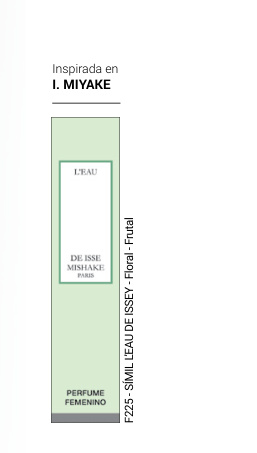 Inspirada en
I. MIYAKE
L'EAU
DE ISSE
MISHAKE
PARIS
PERFUME
FEMENINO
F225 - SÍMIL L'EAU DE ISSEY - Floral - Frutal